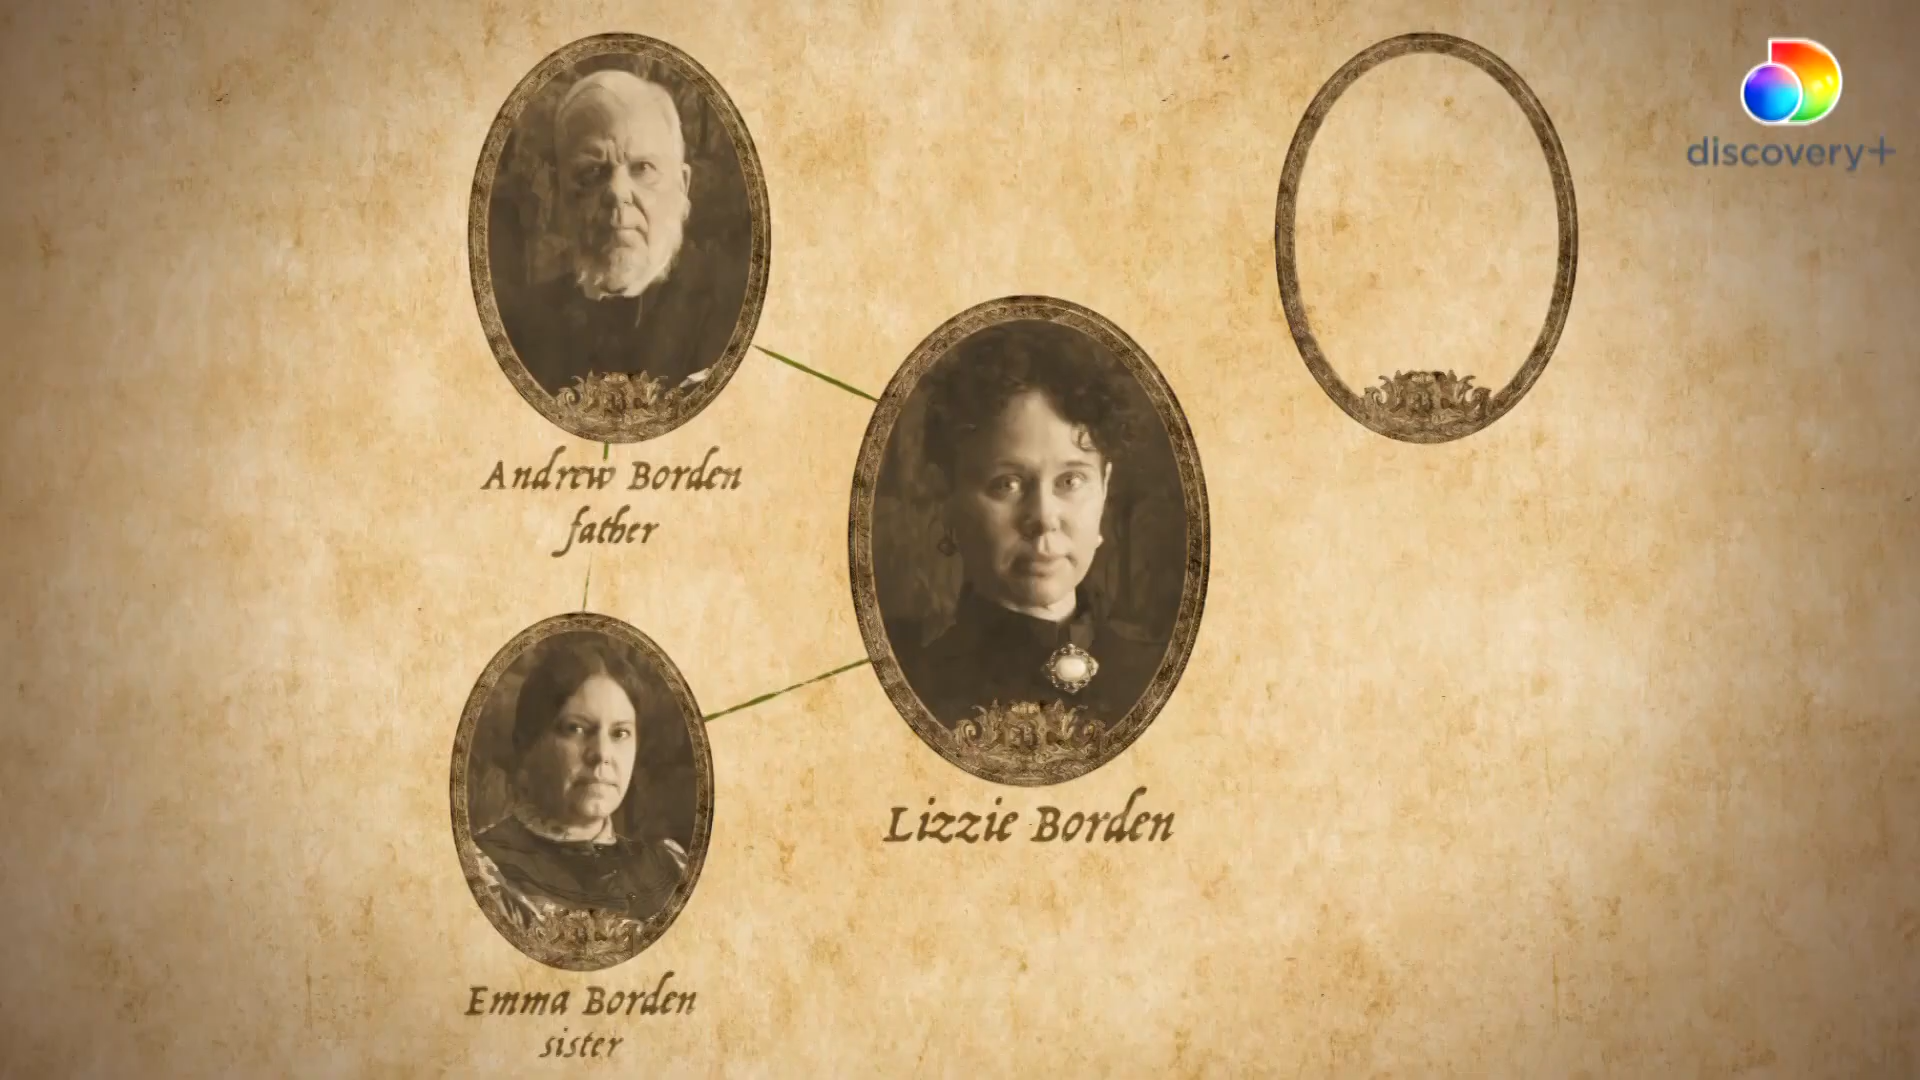 discovery+
Andrew Borden
father
Lizzie Borden
Emma Borden
sister